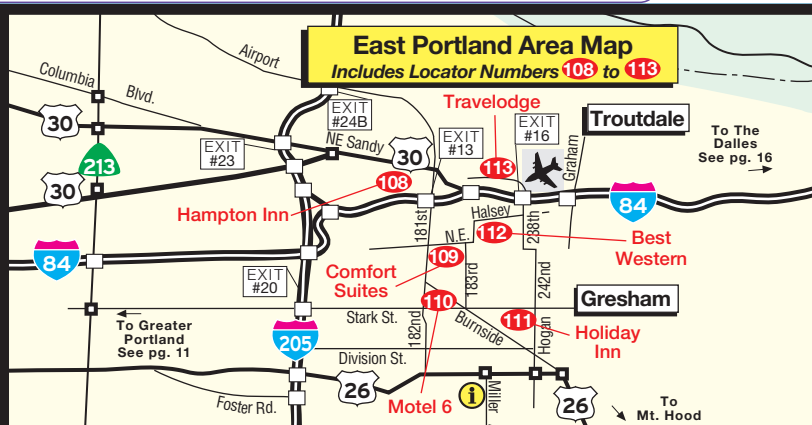 East Portland Area Map
Includes Locator Numbers 108 to 113
Airport
Columbia
Blvd.
Travelodge
EXIT
#24B
EXIT
#16
EXIT
#13
Troutdale
30
EXIT
#23
NE Sandy
30
113
Graham
To The
Dalles
See pg. 16
213
30
108
Hampton Inn
84
181st
Halsey
238th
N.E.
112
Best
Western
84
109
Comfort
Suites
183rd
242nd
EXIT
#20
110
Gresham
To Greater
Portland
See pg. 11
Stark St.
182nd
Burnside
111
Hogan
Holiday
Inn
205
Division St.
26
Motel 6
i
Miller
26
Foster Rd.
To
Mt. Hood